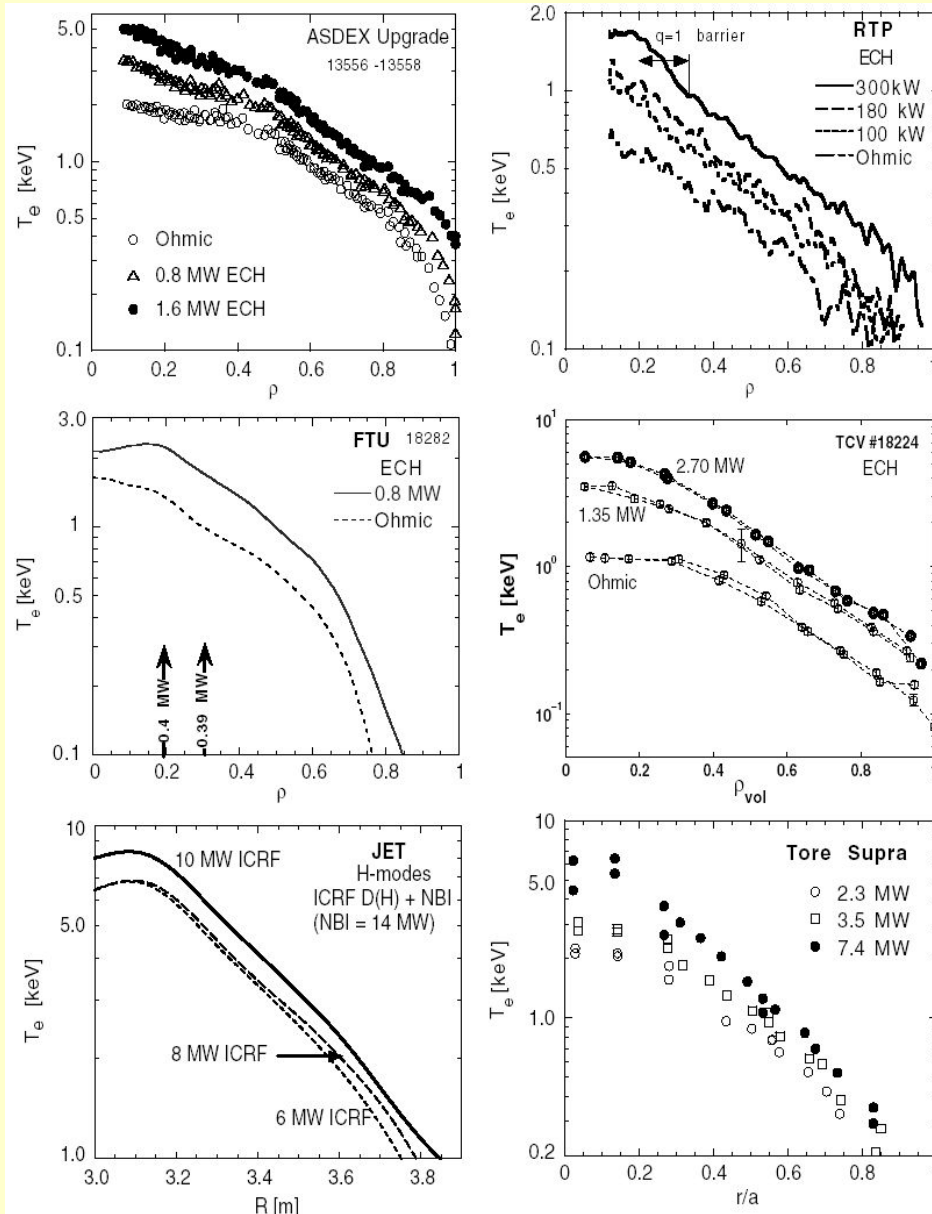 5.0
1.0
0.5
0.1
T_e [keV]
ASDEX Upgrade
13556 -13558
Ohmic
0.8 MW ECH
1.6 MW ECH
0 0.2 0.4 0.6 0.8 1
ρ
2.0
1.0
0.5
0.1
T_e [keV]
q=1 barrier
RTP
ECH
300kW
180 kW
100 kW
Ohmic
0 0.2 0.4 0.6 0.8 1
ρ
3.0
1
0.5
0.1
T_e [keV]
FTU 18282
ECH
0.8 MW
Ohmic
0.4 MW
0.39 MW
0 0.2 0.4 0.6 0.8 1
ρ
10^1
10^0
10^-1
T_e [keV]
TCV #18224
ECH
2.70 MW
1.35 MW
Ohmic
0 0.2 0.4 0.6 0.8 1
ρ_vol
10
5.0
1.0
T_e [keV]
10 MW ICRF
JET
H-modes
ICRF D(H) + NBI
(NBI = 14 MW)
8 MW ICRF
6 MW ICRF
3.0 3.2 3.4 3.6 3.8
R [m]
10
5.0
1.0
0.2
T_e [keV]
Tore Supra
2.3 MW
3.5 MW
7.4 MW
0 0.2 0.4 0.6 0.8 1
r/a